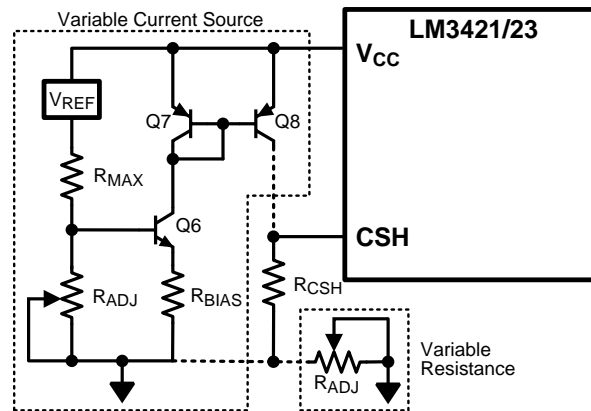 Variable Current Source
LM3421/23
VCC
VREF
Q7
Q8
RMAX
Q6
CSH
RADJ
RBIAS
RCSH
RADJ
Variable
Resistance